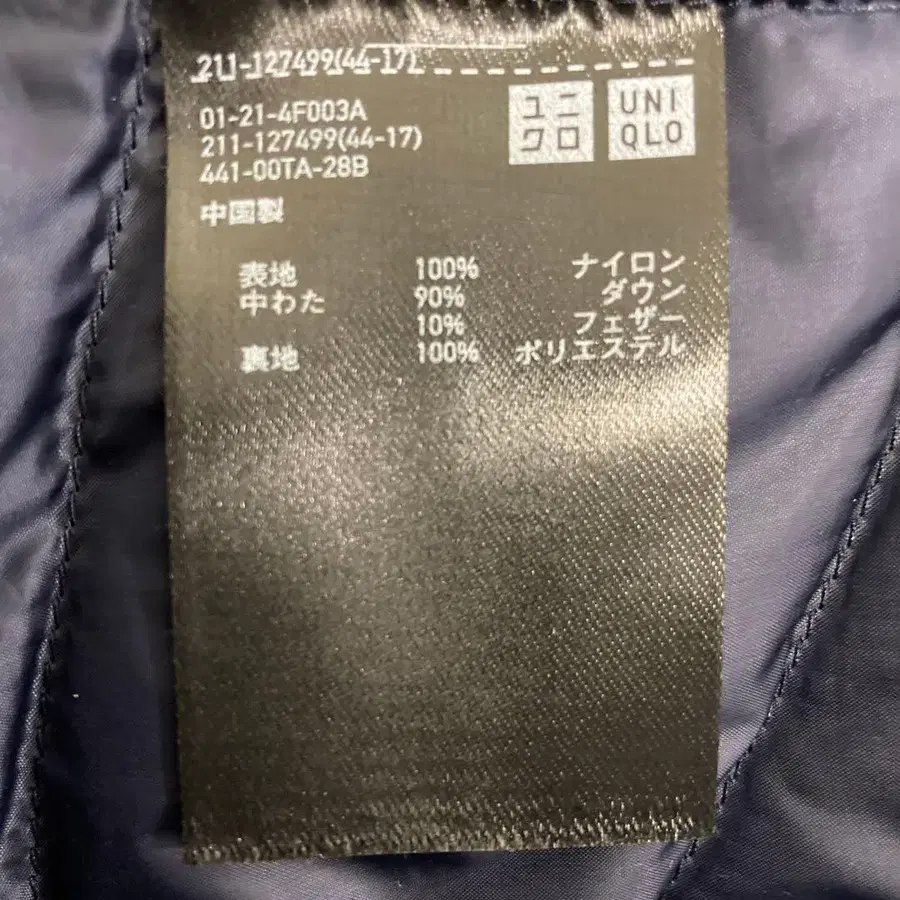 211-127499(44-17)
ユニ
クロ
UNI
QLO
01-21-4F003A
211-127499(44-17)
441-00TA-28B
中国製
表地 100% ナイロン
中わた 90% ダウン
10% フェザー
裏地 100% ポリエステル